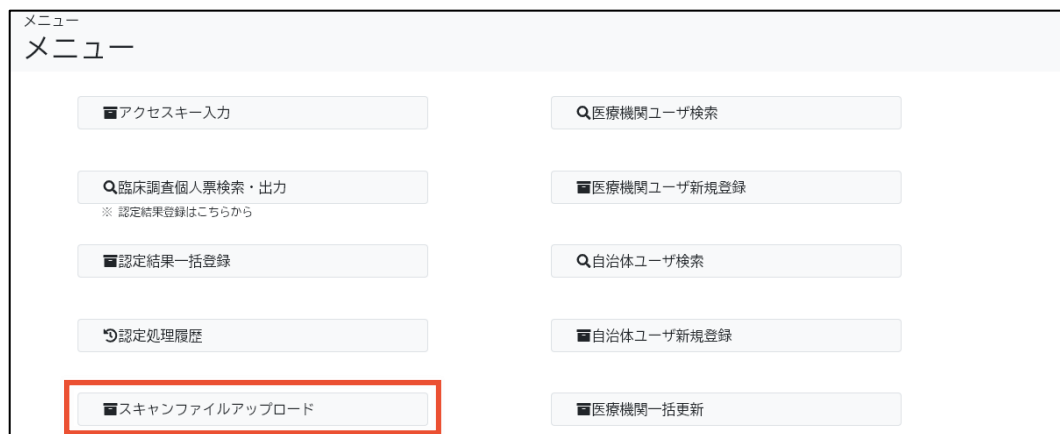 メニュー
メニュー
アクセスキー入力
医療機関ユーザ検索
臨床調査個人票検索・出力
※ 認定結果登録はこちらから
医療機関ユーザ新規登録
認定結果一括登録
自治体ユーザ検索
認定処理履歴
自治体ユーザ新規登録
スキャンファイルアップロード
医療機関一括更新